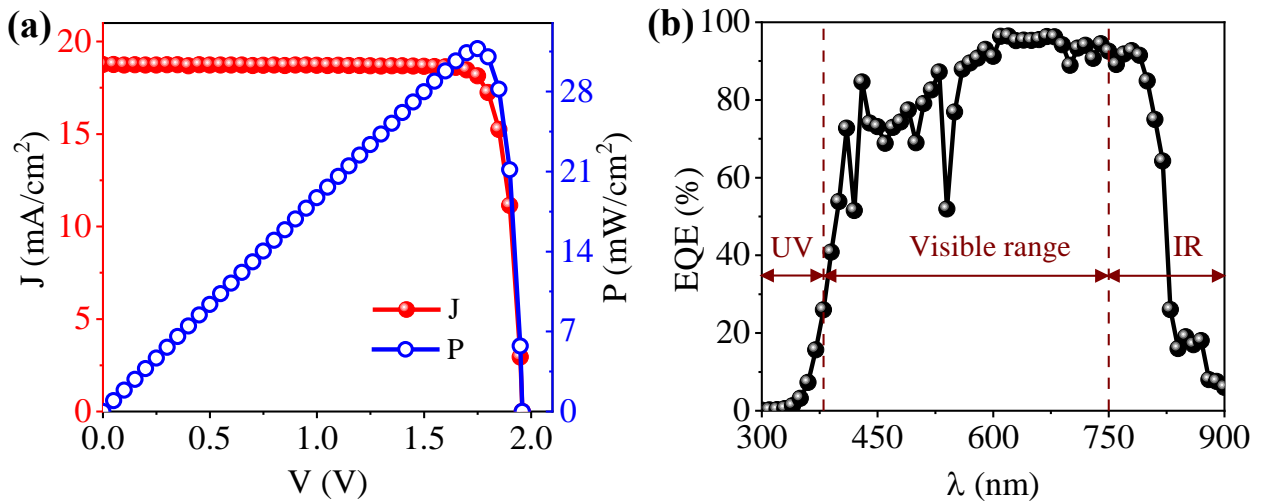 (a)
20
15
10
5
0
J (mA/cm²)
0.0 0.5 1.0 1.5 2.0
V (V)
28
21
14
7
0
P (mW/cm²)
J
P
(b)
100
80
60
40
20
0
EQE (%)
UV
Visible range
IR
300 450 600 750 900
λ (nm)